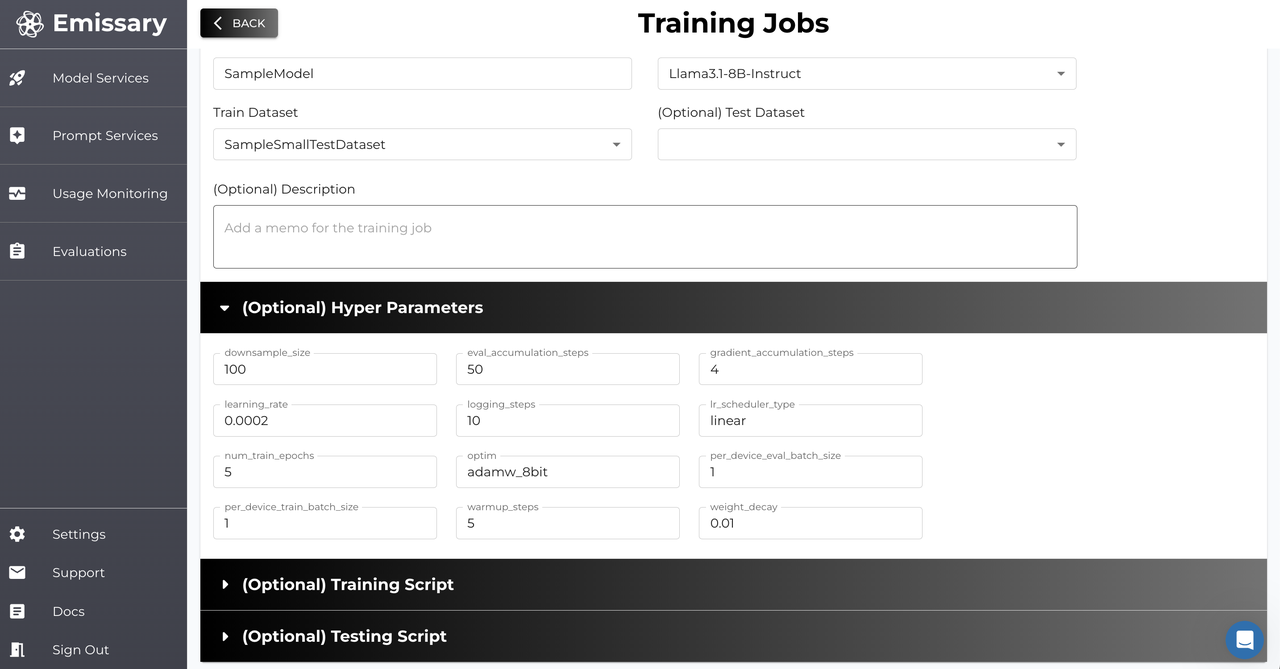 Emissary
Model Services
Prompt Services
Usage Monitoring
Evaluations
Settings
Support
Docs
Sign Out
BACK
Training Jobs
SampleModel
Llama3.1-8B-Instruct
Train Dataset
(Optional) Test Dataset
SampleSmallTestDataset
(Optional) Description
Add a memo for the training job
(Optional) Hyper Parameters
downsample_size
100
eval_accumulation_steps
50
gradient_accumulation_steps
4
learning_rate
0.0002
logging_steps
10
lr_scheduler_type
linear
num_train_epochs
5
optim
adamw_8bit
per_device_eval_batch_size
1
per_device_train_batch_size
1
warmup_steps
5
weight_decay
0.01
(Optional) Training Script
(Optional) Testing Script